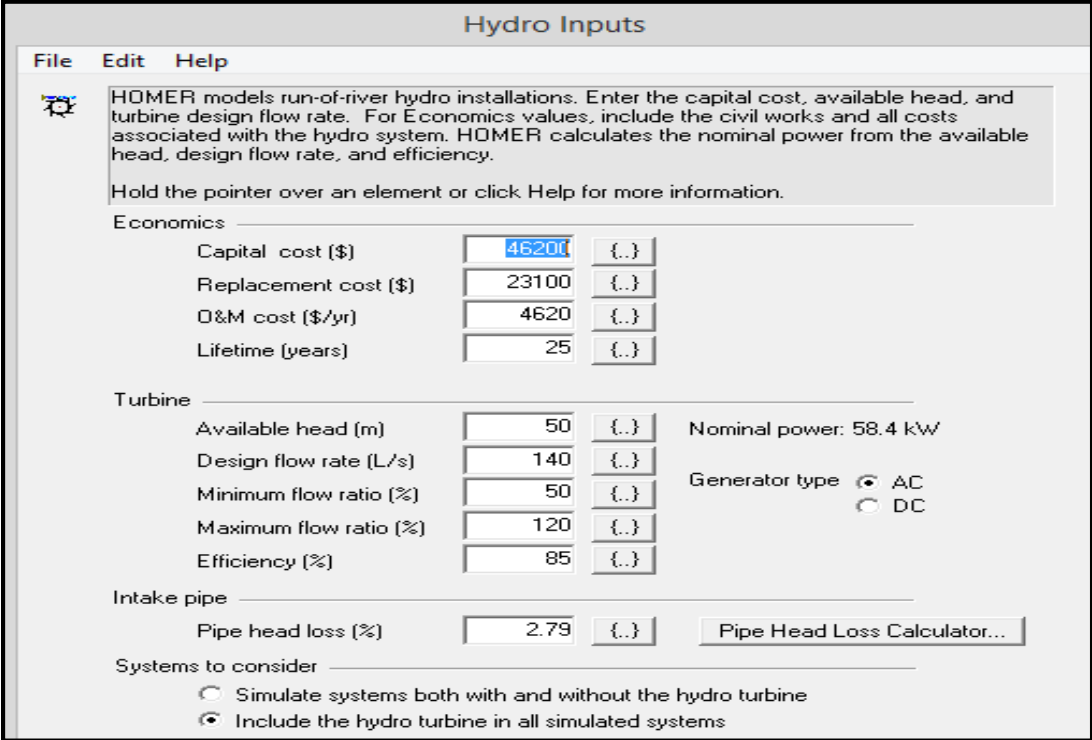 Hydro Inputs
File Edit Help
HOMER models run-of-river hydro installations. Enter the capital cost, available head, and
turbine design flow rate. For Economics values, include the civil works and all costs
associated with the hydro system. HOMER calculates the nominal power from the available
head, design flow rate, and efficiency.
Hold the pointer over an element or click Help for more information.
Economics
Capital cost ($) 46200 {..}
Replacement cost ($) 23100 {..}
O&M cost ($/yr) 4620 {..}
Lifetime (years) 25 {..}
Turbine
Available head (m) 50 {..} Nominal power: 58.4 kW
Design flow rate (L/s) 140 {..}
Generator type AC
Minimum flow ratio (%) 50 {..}
DC
Maximum flow ratio (%) 120 {..}
Efficiency (%) 85 {..}
Intake pipe
Pipe head loss (%) 2.79 {..} Pipe Head Loss Calculator...
Systems to consider
Simulate systems both with and without the hydro turbine
Include the hydro turbine in all simulated systems